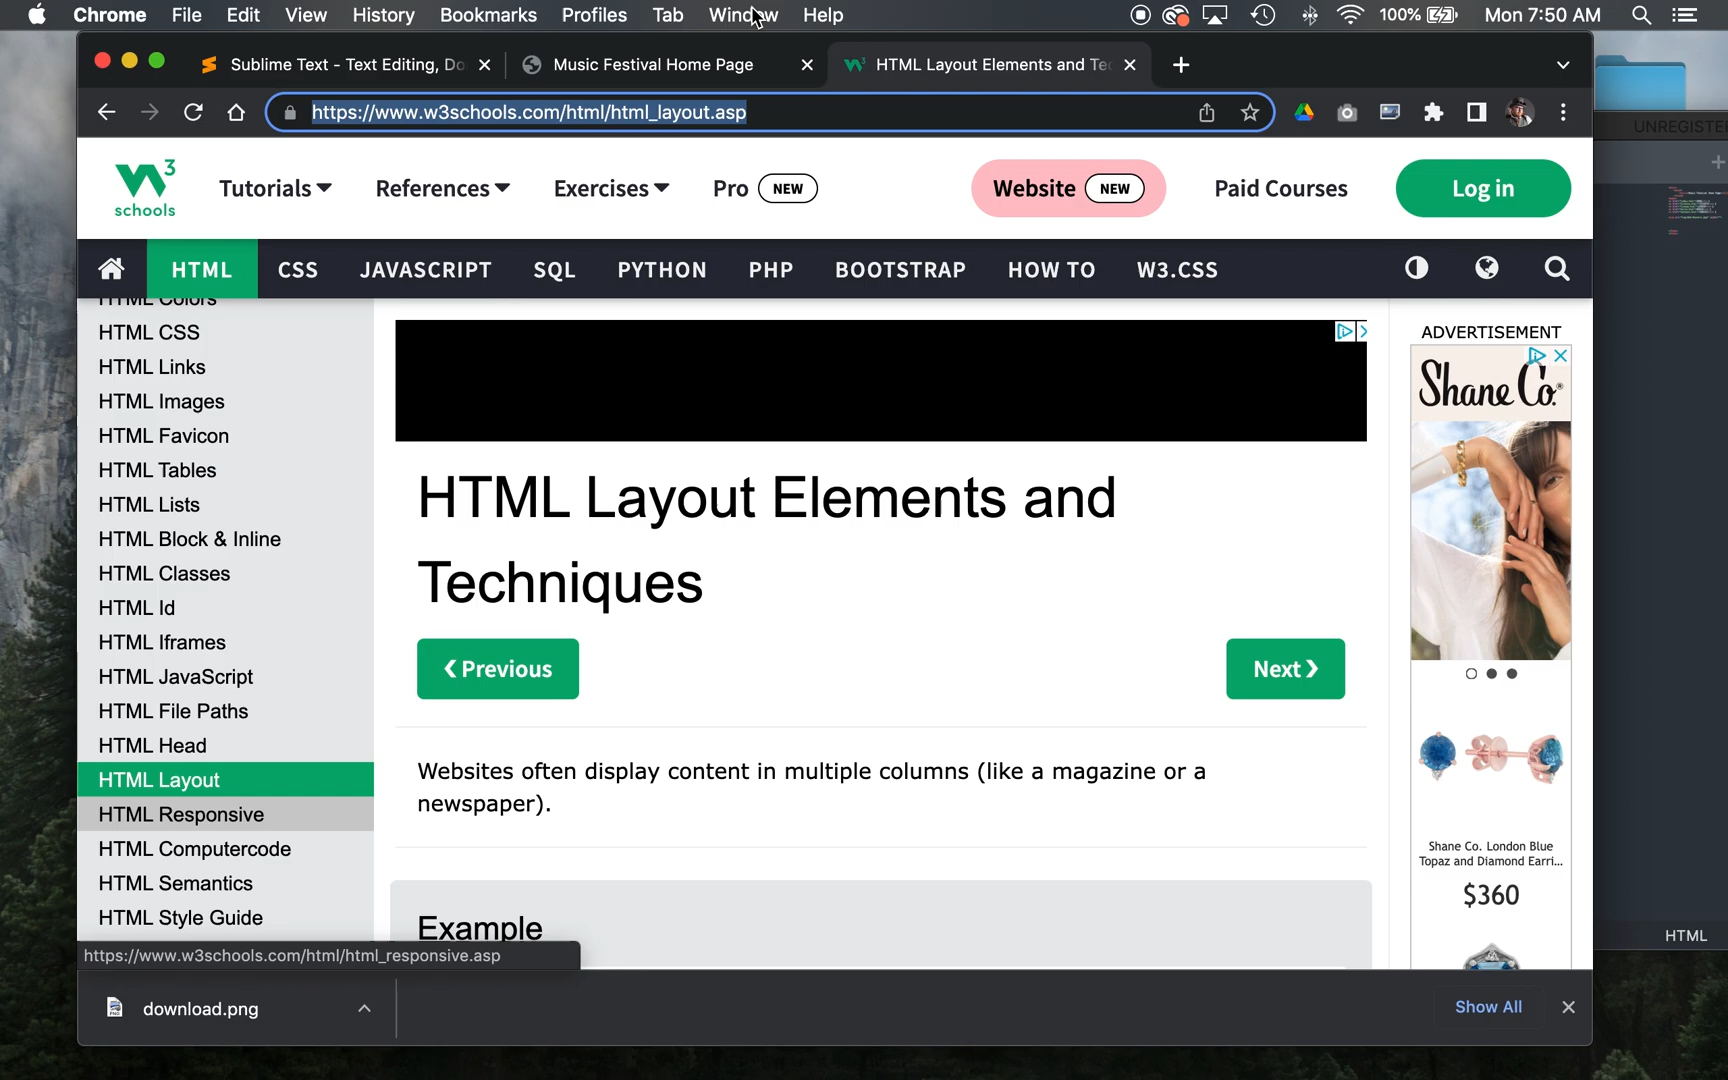 Chrome File Edit View History Bookmarks Profiles Tab Window Help 100% Mon 7:50 AM
Sublime Text - Text Editing, Do
Music Festival Home Page
HTML Layout Elements and Te
https://www.w3schools.com/html/html_layout.asp
UNREGISTE
W3 schools
Tutorials
References
Exercises
Pro NEW
Website NEW
Paid Courses
Log in
HTML CSS JAVASCRIPT SQL PYTHON PHP BOOTSTRAP HOW TO W3.CSS
HTML Colors
HTML CSS
HTML Links
HTML Images
HTML Favicon
HTML Tables
HTML Lists
HTML Block & Inline
HTML Classes
HTML Id
HTML Iframes
HTML JavaScript
HTML File Paths
HTML Head
HTML Layout
HTML Responsive
HTML Computercode
HTML Semantics
HTML Style Guide
HTML Layout Elements and
Techniques
❮ Previous
Next ❯
Websites often display content in multiple columns (like a magazine or a
newspaper).
Example
ADVERTISEMENT
Shane Co.®
Shane Co. London Blue
Topaz and Diamond Earri...
$360
HTML
https://www.w3schools.com/html/html_responsive.asp
download.png
Show All